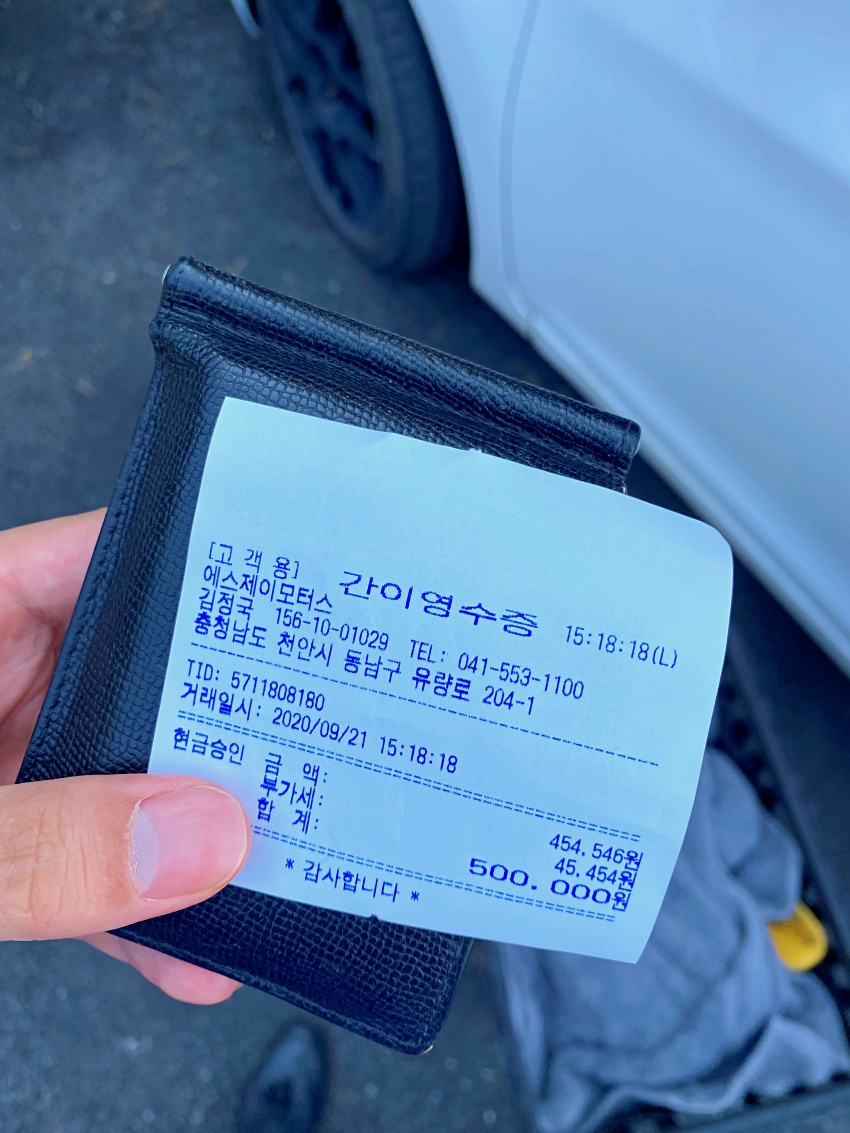 [고 객 용]
간이영수증 15:18:18(L)
에스제이모터스
김정국 156-10-01029 TEL: 041-553-1100
충청남도 천안시 동남구 유량로 204-1
TID: 5711808180
거래일시: 2020/09/21 15:18:18
현금승인 금 액: 454.546원
부가세: 45.454원
합 계: 500.000원
* 감사합니다 *